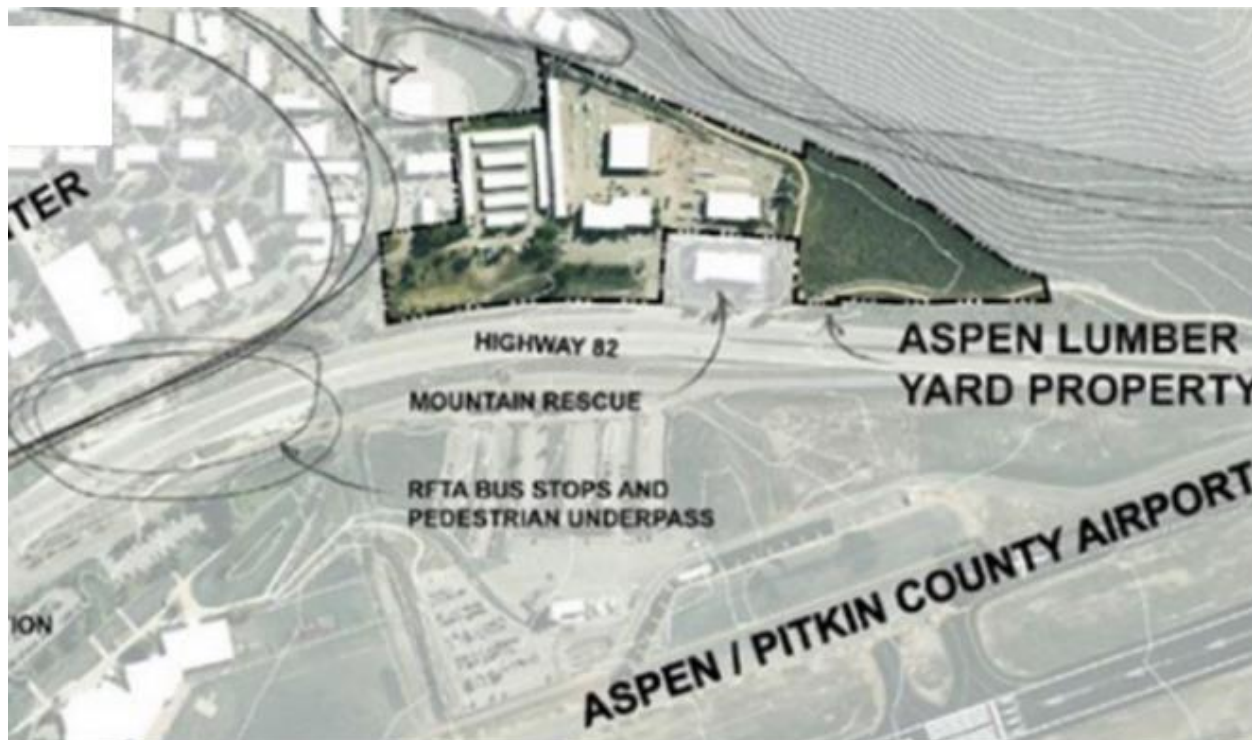 TER
HIGHWAY 82
ASPEN LUMBER
YARD PROPERTY
MOUNTAIN RESCUE
RFTA BUS STOPS AND
PEDESTRIAN UNDERPASS
ASPEN / PITKIN COUNTY AIRPORT
ION